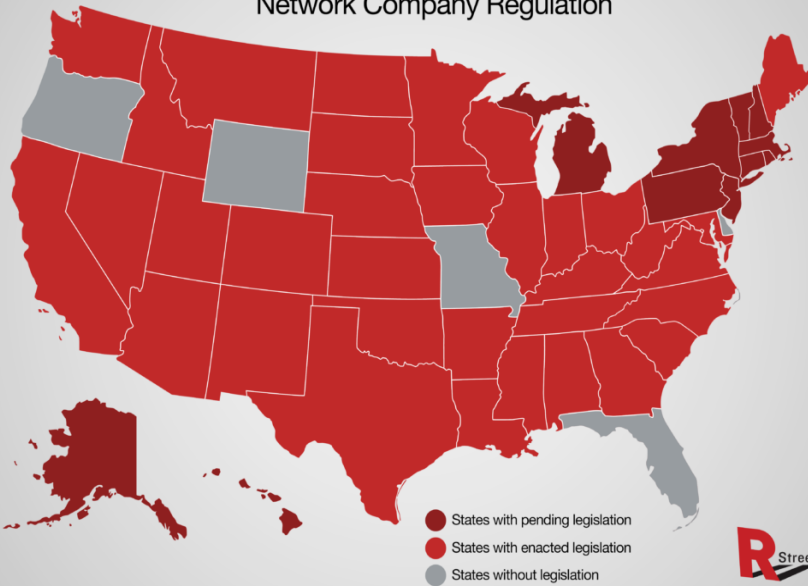 Network Company Regulation
States with pending legislation
States with enacted legislation
States without legislation
R Stree